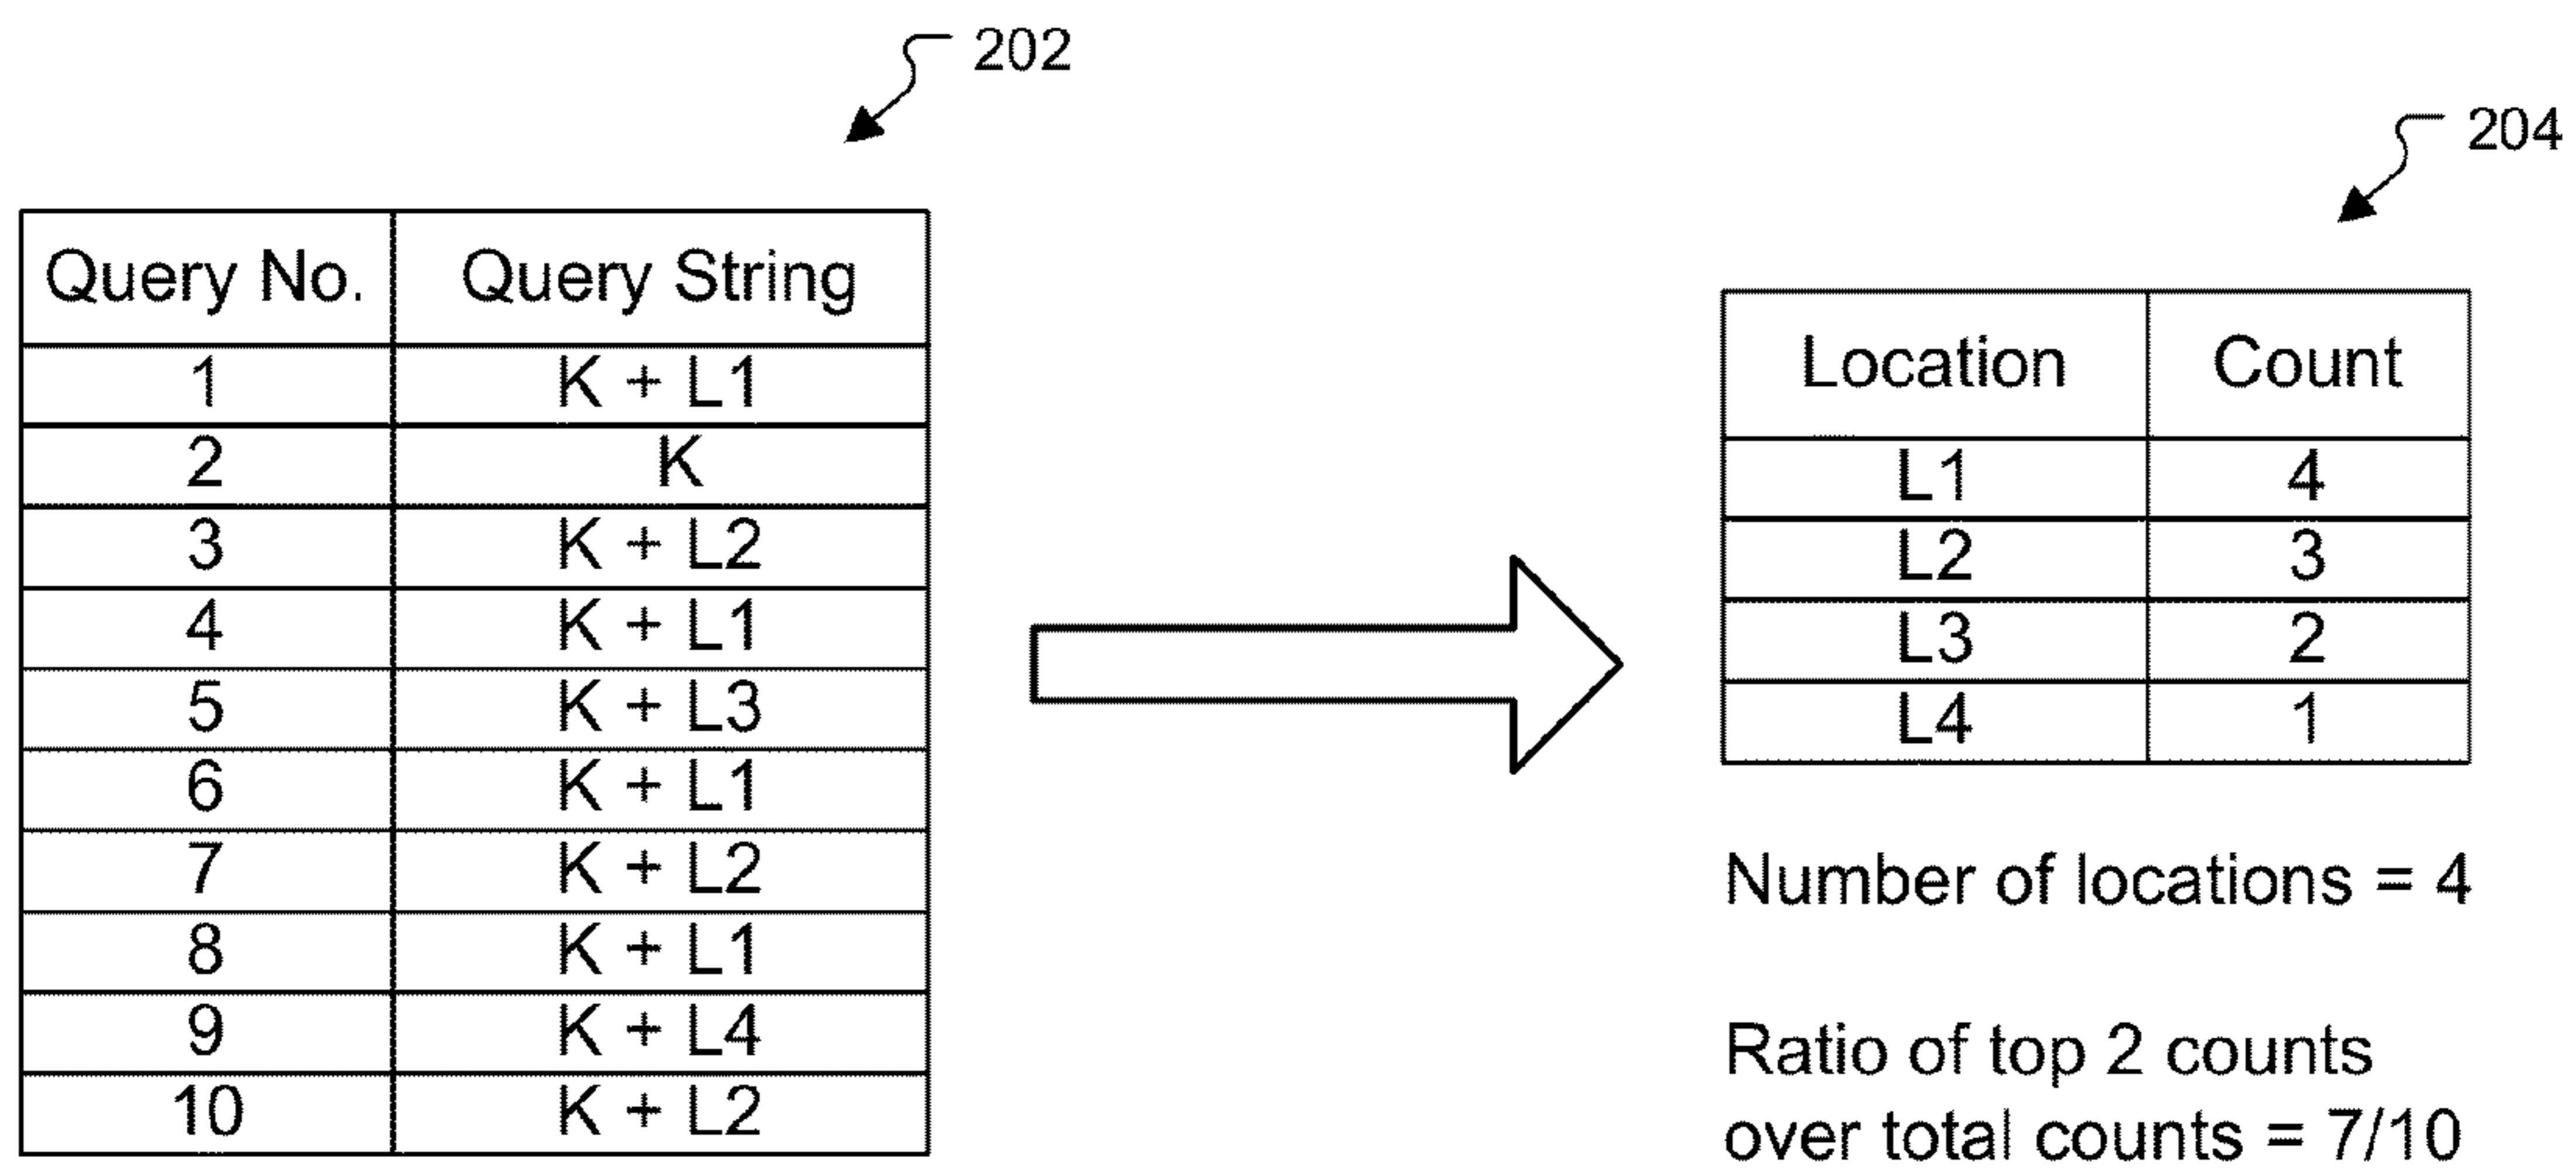 202
204
Query No. Query String
1 K + L1
2 K
3 K + L2
4 K + L1
5 K + L3
6 K + L1
7 K + L2
8 K + L1
9 K + L4
10 K + L2
Location Count
L1 4
L2 3
L3 2
L4 1
Number of locations = 4
Ratio of top 2 counts
over total counts = 7/10